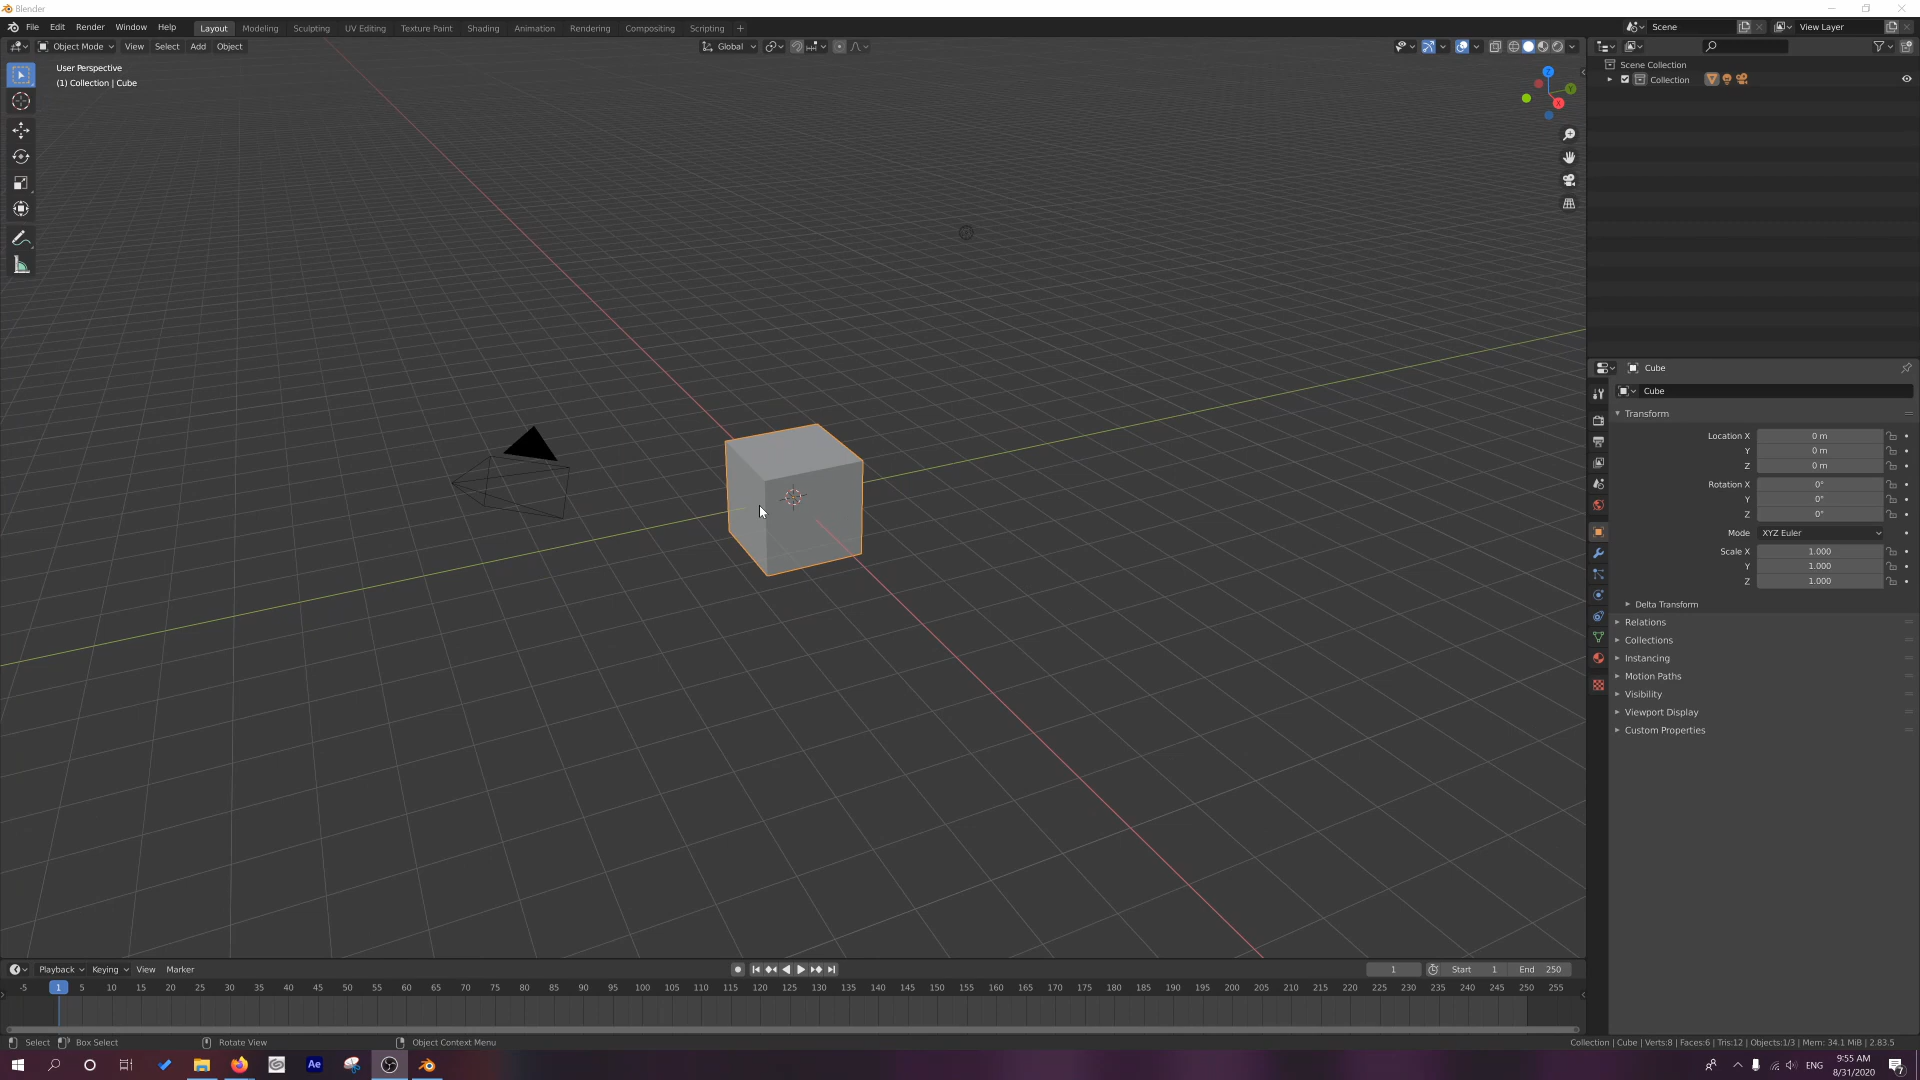 Blender
File Edit Render Window Help Layout Modeling Sculpting UV Editing Texture Paint Shading Animation Rendering Compositing Scripting + Scene View Layer
Object Mode View Select Add Object Global
User Perspective
(1) Collection | Cube
Z
Y
X
Scene Collection
Collection
Cube
Cube
Transform
Location X 0 m
Y 0 m
Z 0 m
Rotation X 0°
Y 0°
Z 0°
Mode XYZ Euler
Scale X 1.000
Y 1.000
Z 1.000
Delta Transform
Relations
Collections
Instancing
Motion Paths
Visibility
Viewport Display
Custom Properties
Playback Keying View Marker 1 Start 1 End 250
-5 1 5 10 15 20 25 30 35 40 45 50 55 60 65 70 75 80 85 90 95 100 105 110 115 120 125 130 135 140 145 150 155 160 165 170 175 180 185 190 195 200 205 210 215 220 225 230 235 240 245 250 255
Select Box Select Rotate View Object Context Menu Collection | Cube | Verts:8 | Faces:6 | Tris:12 | Objects:1/3 | Mem: 34.1 MiB | 2.83.5
Ae ENG 9:55 AM
8/31/2020
7